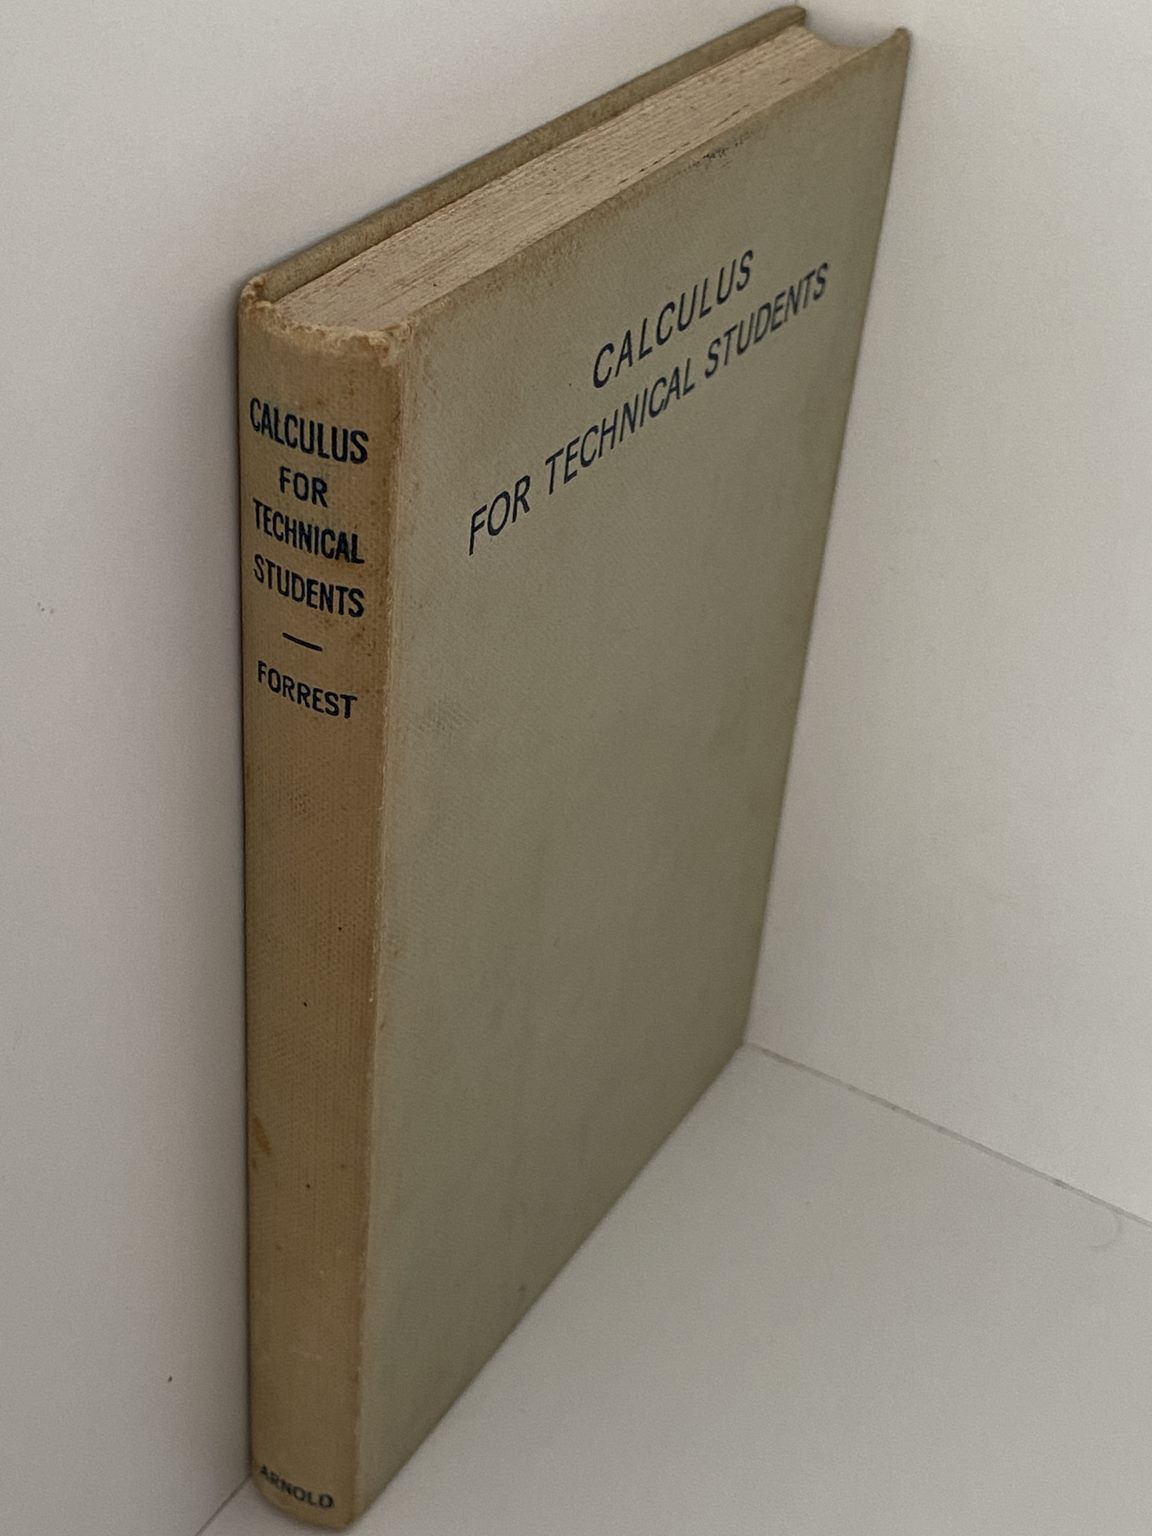 CALCULUS
FOR
TECHNICAL
STUDENTS
FORREST
ARNOLD
CALCULUS
FOR TECHNICAL STUDENTS